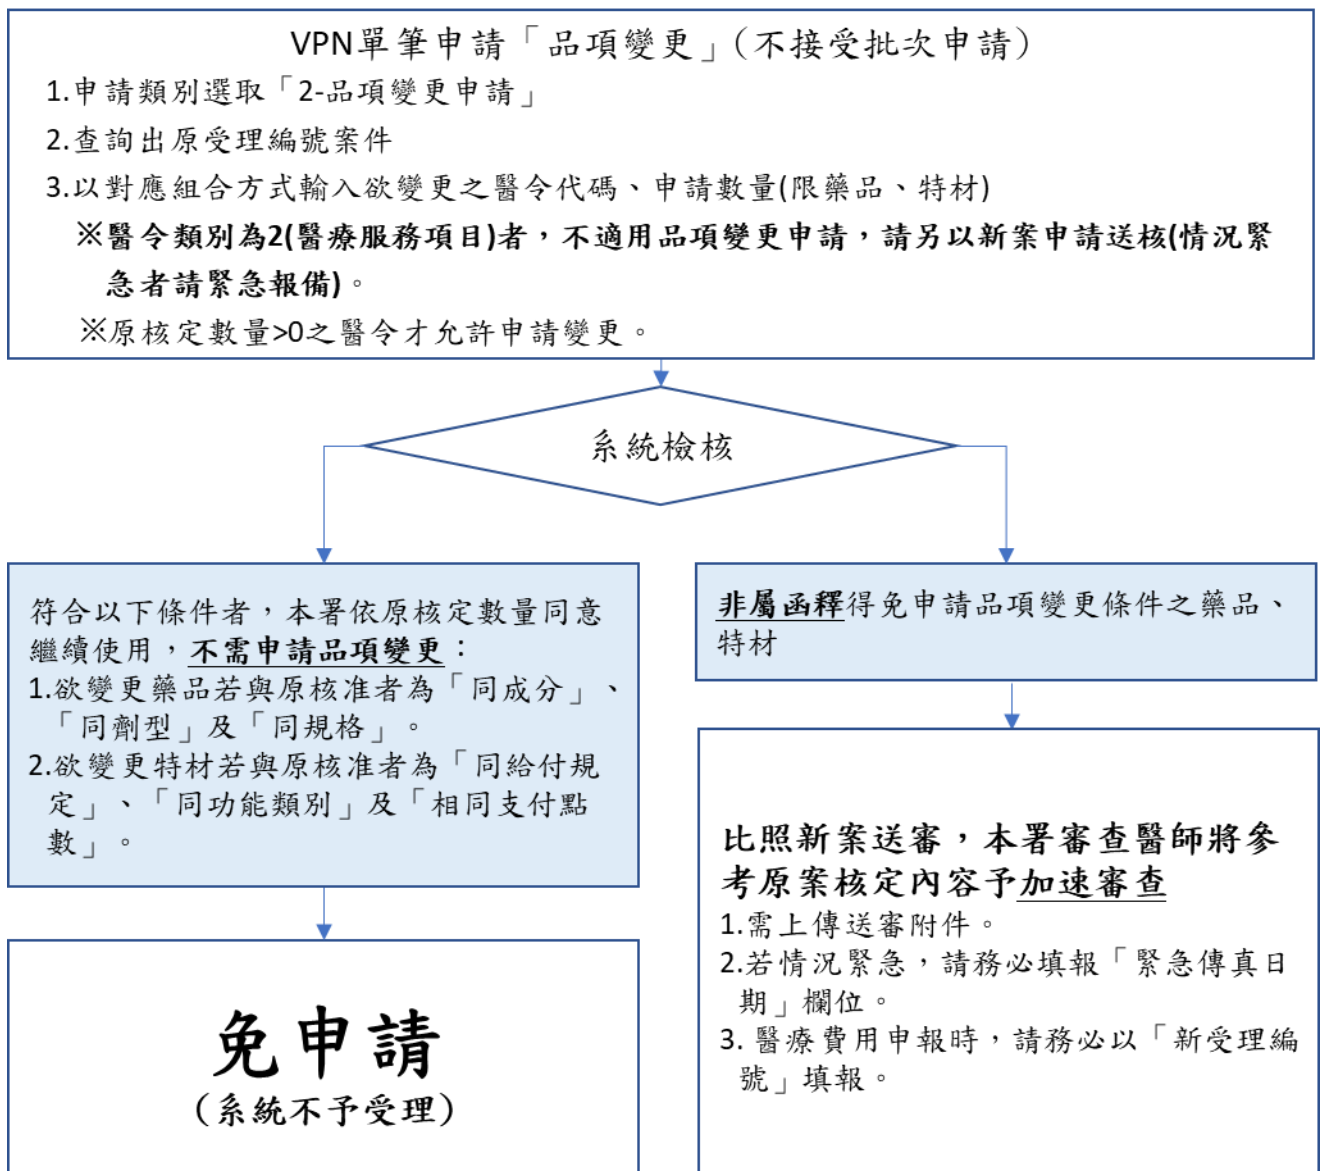 VPN單筆申請「品項變更」(不接受批次申請)
1.申請類別選取「2-品項變更申請」
2.查詢出原受理編號案件
3.以對應組合方式輸入欲變更之醫令代碼、申請數量(限藥品、特材)
※醫令類別為2(醫療服務項目)者，不適用品項變更申請，請另以新案申請送核(情況緊
急者請緊急報備)。
※原核定數量>0之醫令才允許申請變更。
系統檢核
符合以下條件者，本署依原核定數量同意
繼續使用，不需申請品項變更：
1.欲變更藥品若與原核准者為「同成分」、
「同劑型」及「同規格」。
2.欲變更特材若與原核准者為「同給付規
定」、「同功能類別」及「相同支付點
數」。
免申請
(系統不予受理)
非屬函釋得免申請品項變更條件之藥品、
特材
比照新案送審，本署審查醫師將參
考原案核定內容予加速審查
1.需上傳送審附件。
2.若情況緊急，請務必填報「緊急傳真日
期」欄位。
3. 醫療費用申報時，請務必以「新受理編
號」填報。